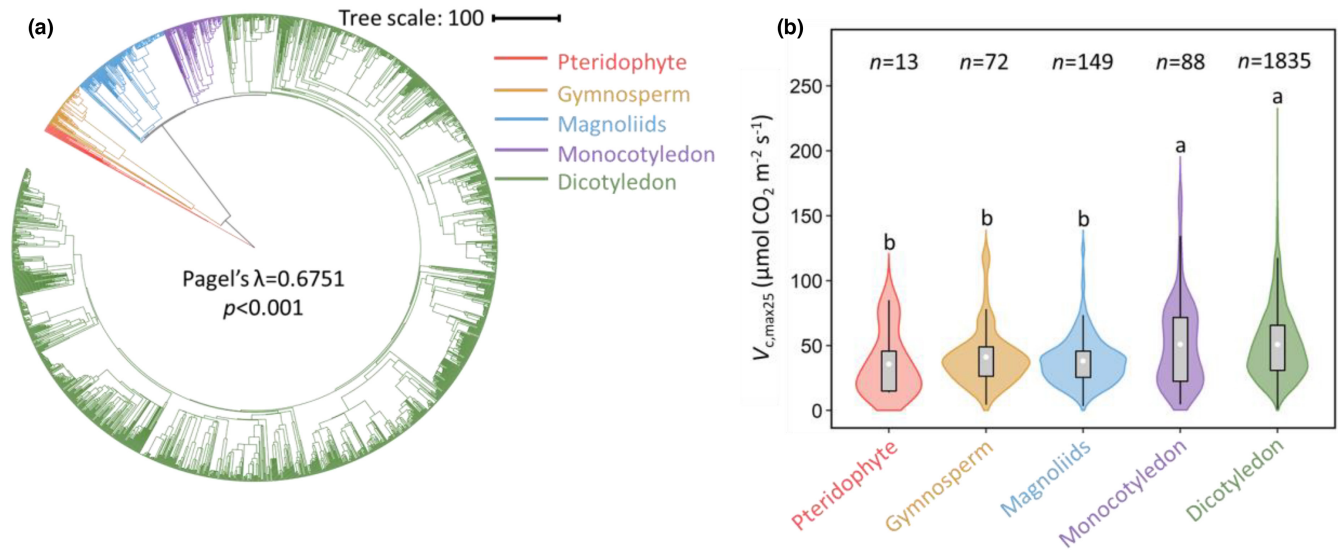 (a)
Tree scale: 100
Pteridophyte
Gymnosperm
Magnoliids
Monocotyledon
Dicotyledon
Pagel's λ=0.6751
p<0.001
(b)
n=13 n=72 n=149 n=88 n=1835
a
a
b b
b
250
200
150
100
50
0
Vc,max25 (μmol CO2 m-2 s-1)
Pteridophyte
Gymnosperm
Magnoliids
Monocotyledon
Dicotyledon